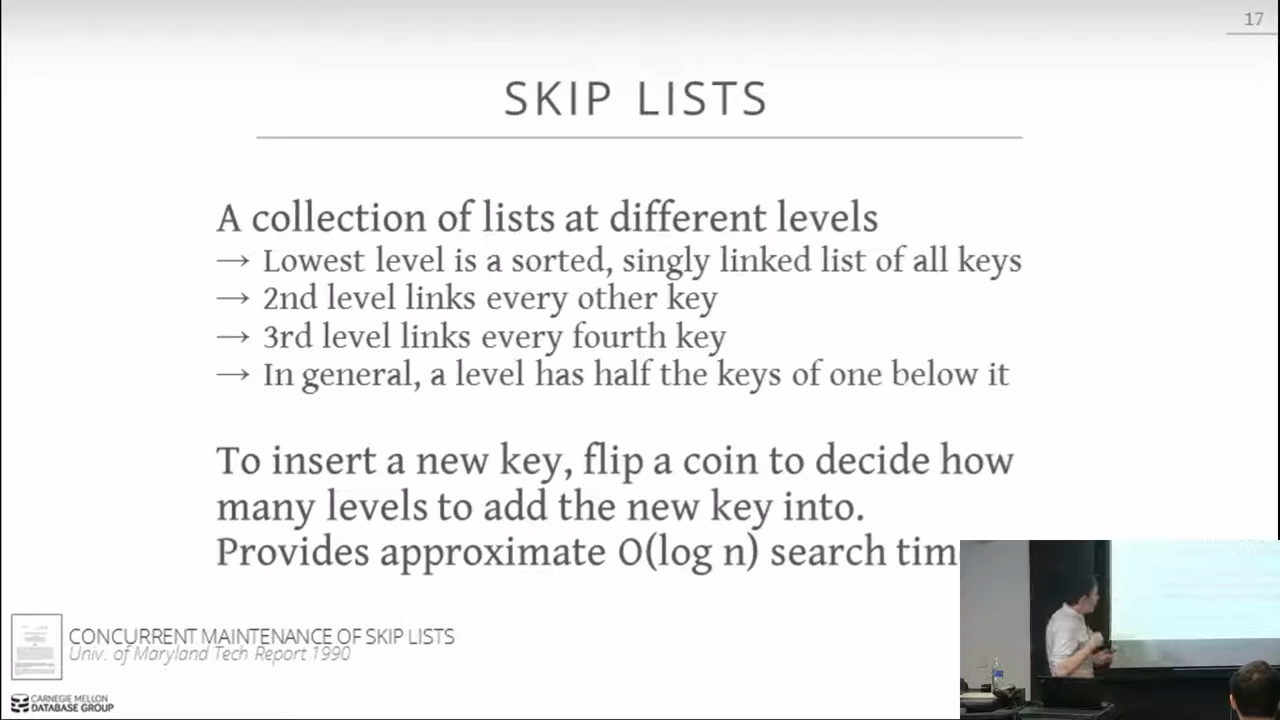 17
SKIP LISTS
A collection of lists at different levels
→ Lowest level is a sorted, singly linked list of all keys
→ 2nd level links every other key
→ 3rd level links every fourth key
→ In general, a level has half the keys of one below it
To insert a new key, flip a coin to decide how
many levels to add the new key into.
Provides approximate O(log n) search tim
CONCURRENT MAINTENANCE OF SKIP LISTS
Univ. of Maryland Tech Report 1990
CARNEGIE MELLON
DATABASE GROUP